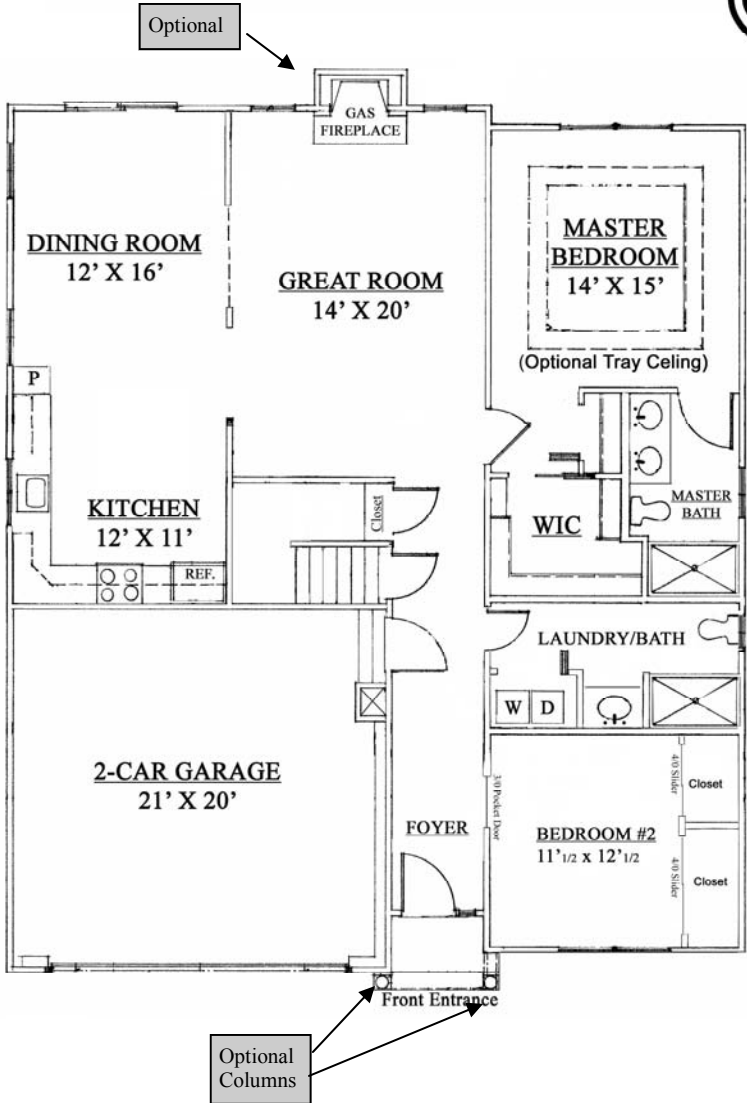 Optional
GAS
FIREPLACE
DINING ROOM
12’ X 16’
GREAT ROOM
14’ X 20’
MASTER
BEDROOM
14’ X 15’
(Optional Tray Celing)
P
KITCHEN
12’ X 11’
REF.
Closet
WIC
MASTER
BATH
LAUNDRY/BATH
W D
2-CAR GARAGE
21’ X 20’
FOYER
3/0 Pocket Door
BEDROOM #2
11’1/2 x 12’1/2
4/0 Slider
Closet
4/0 Slider
Closet
Front Entrance
Optional
Columns